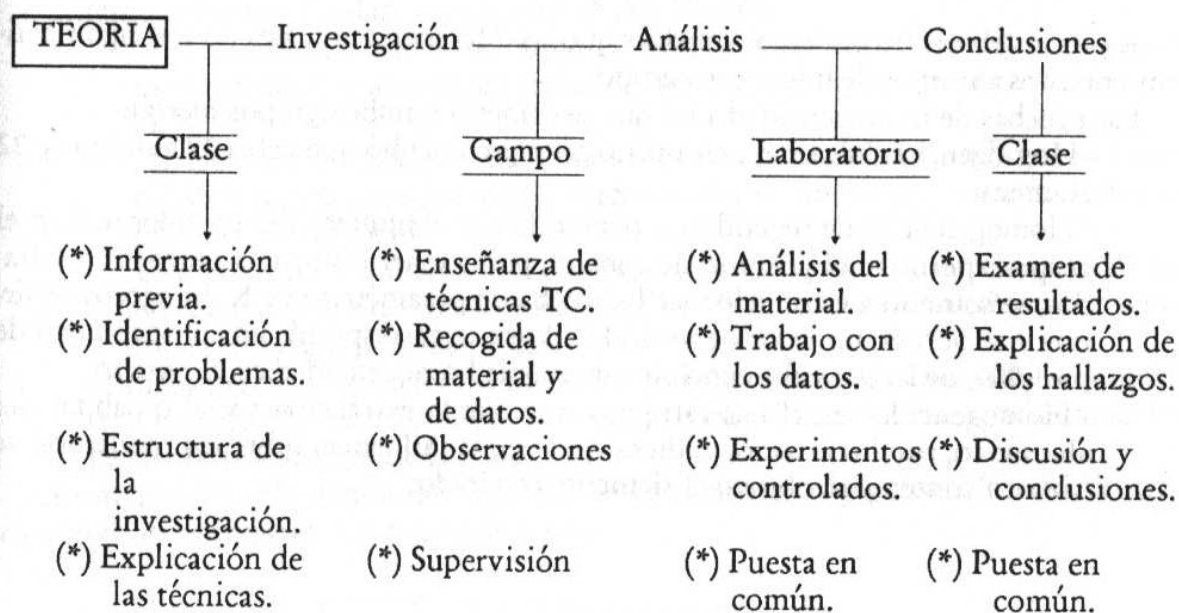 TEORIA Investigación Análisis Conclusiones
Clase Campo Laboratorio Clase
(*) Información (*) Enseñanza de (*) Análisis del (*) Examen de
previa. técnicas TC. material. resultados.
(*) Identificación (*) Recogida de (*) Trabajo con (*) Explicación de
de problemas. material y los datos. los hallazgos.
de datos.
(*) Estructura de (*) Observaciones (*) Experimentos (*) Discusión y
la controlados. conclusiones.
investigación.
(*) Explicación de (*) Supervisión (*) Puesta en (*) Puesta en
las técnicas. común. común.